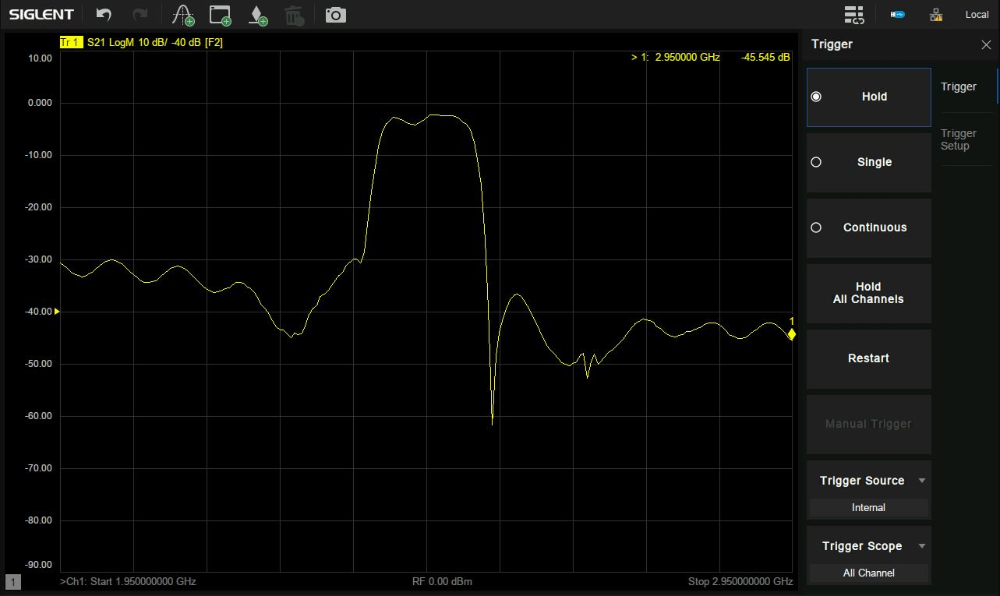 SIGLENT
Local
Tr 1 S21 LogM 10 dB/ -40 dB [F2]
> 1: 2.950000 GHz -45.545 dB
10.00
0.000
-10.00
-20.00
-30.00
-40.00
-50.00
-60.00
-70.00
-80.00
-90.00
1
1
>Ch1: Start 1.950000000 GHz
RF 0.00 dBm
Stop 2.950000000 GHz
Trigger
Hold
Single
Continuous
Hold
All Channels
Restart
Manual Trigger
Trigger Source
Internal
Trigger Scope
All Channel
Trigger
Trigger
Setup